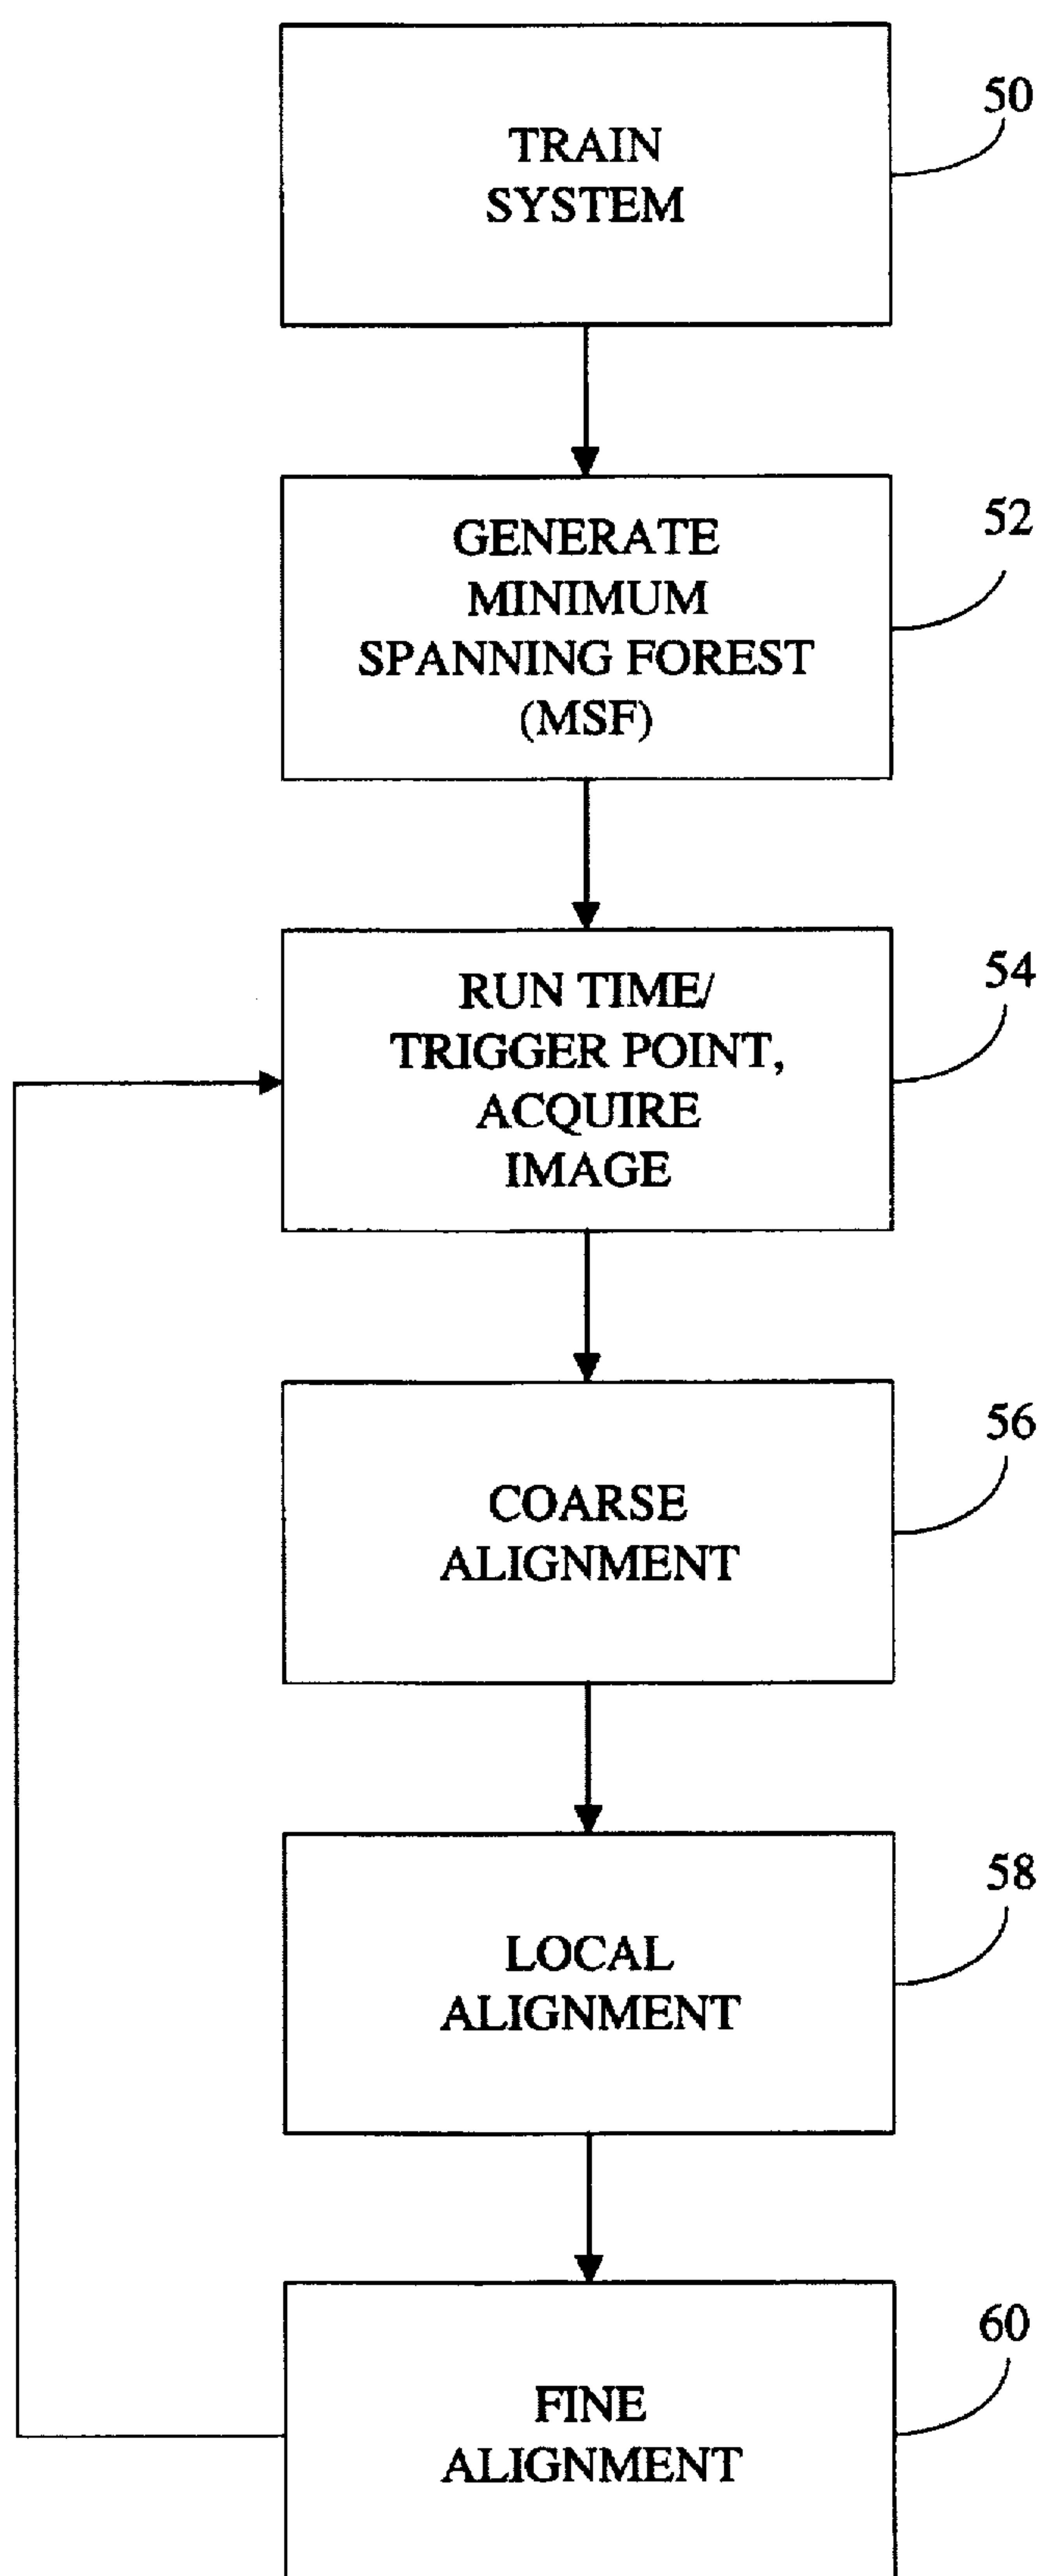 TRAIN
SYSTEM
50
GENERATE
MINIMUM
SPANNING FOREST
(MSF)
52
RUN TIME/
TRIGGER POINT,
ACQUIRE
IMAGE
54
COARSE
ALIGNMENT
56
LOCAL
ALIGNMENT
58
FINE
ALIGNMENT
60